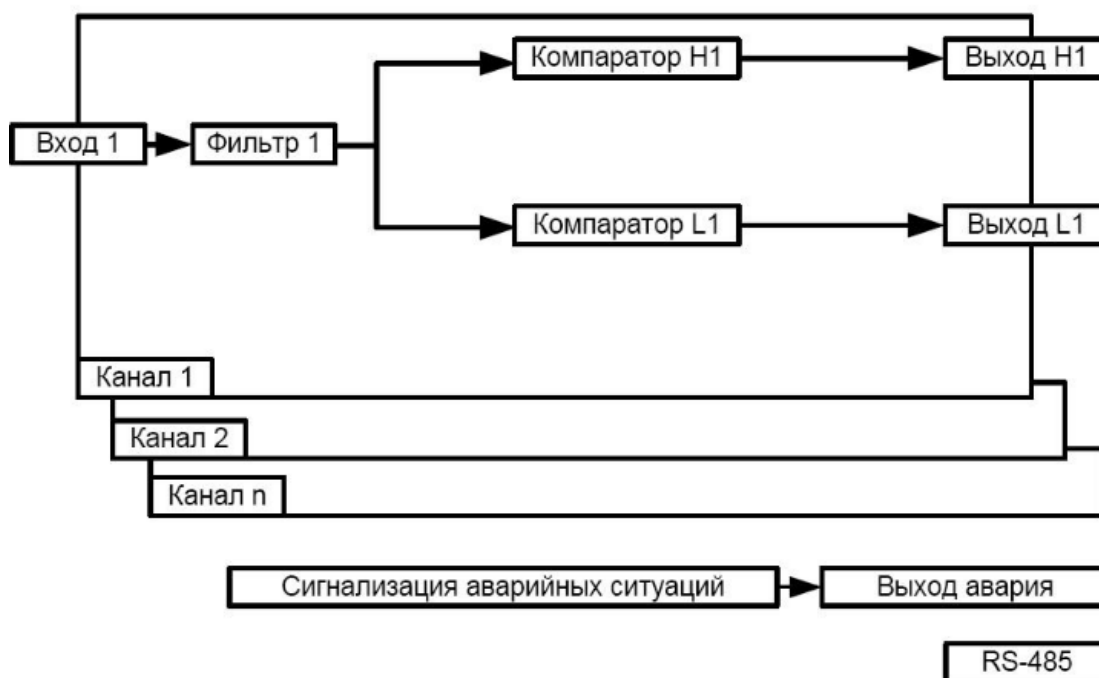 Компаратор H1
Выход H1
Вход 1
Фильтр 1
Компаратор L1
Выход L1
Канал 1
Канал 2
Канал n
Сигнализация аварийных ситуаций
Выход авария
RS-485